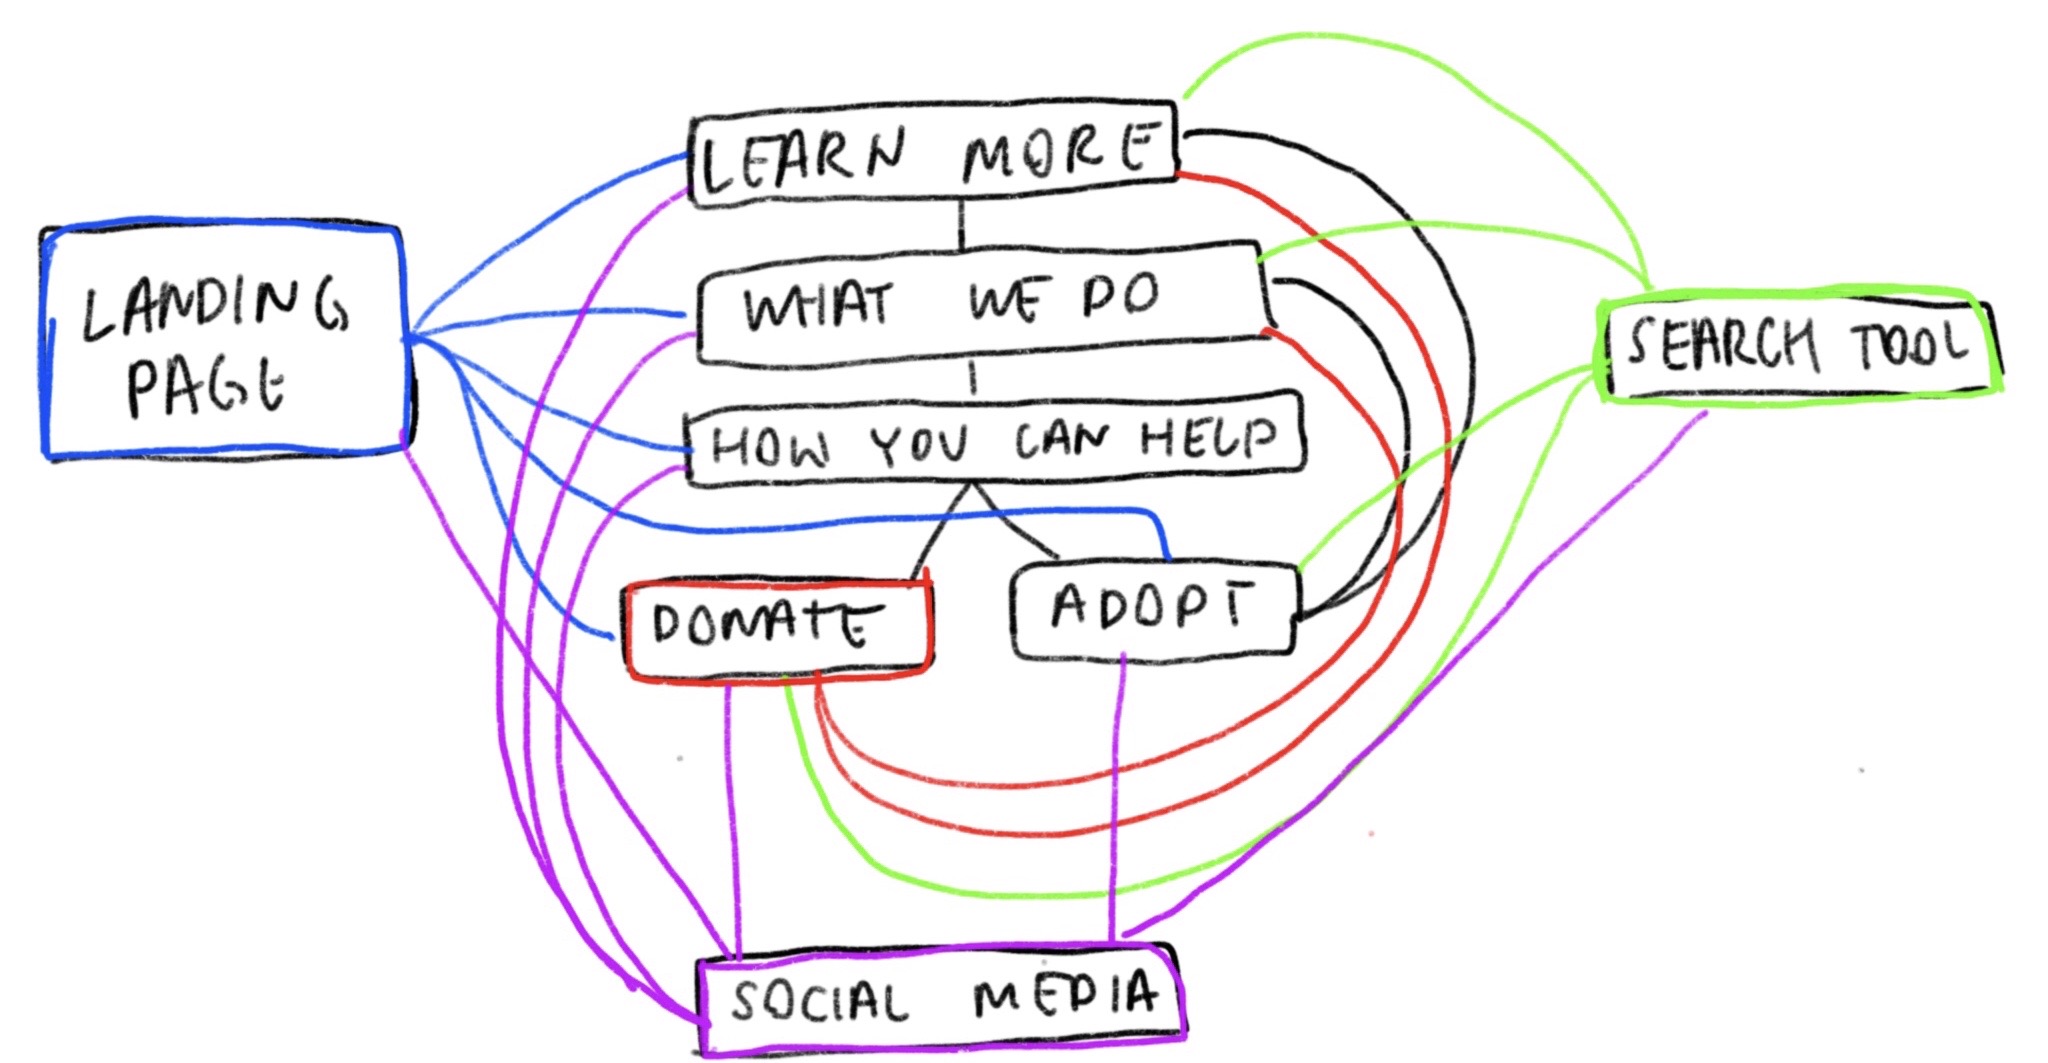 LEARN MORE
LANDING
PAGE
WHAT WE DO
SEARCH TOOL
HOW YOU CAN HELP
DONATE
ADOPT
SOCIAL MEDIA